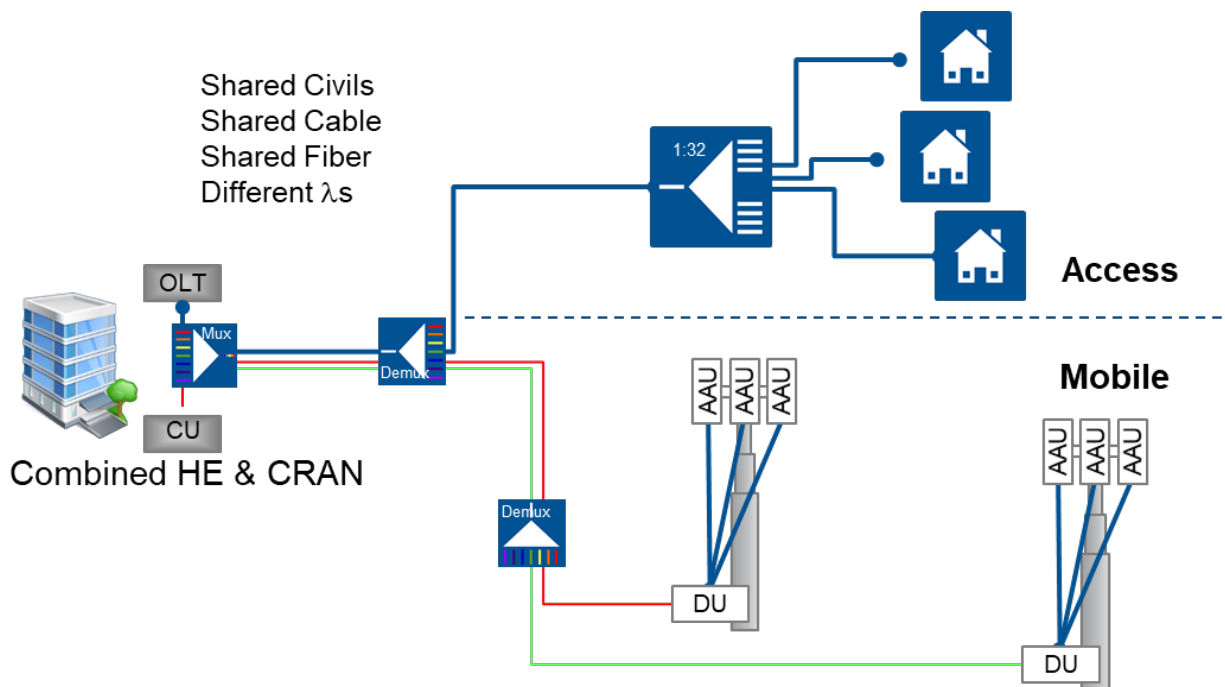 Shared Civils
Shared Cable
Shared Fiber
Different λs
1:32
Access
OLT
Mux
Demux
CU
Combined HE & CRAN
Mobile
AAU
AAU
AAU
AAU
AAU
AAU
Demux
DU
DU